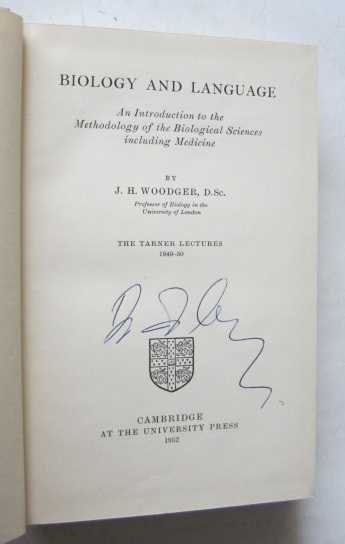 BIOLOGY AND LANGUAGE
An Introduction to the
Methodology of the Biological Sciences
including Medicine
BY
J. H. WOODGER, D.Sc.
Professor of Biology in the
University of London
THE TARNER LECTURES
1949-50
CAMBRIDGE
AT THE UNIVERSITY PRESS
1952